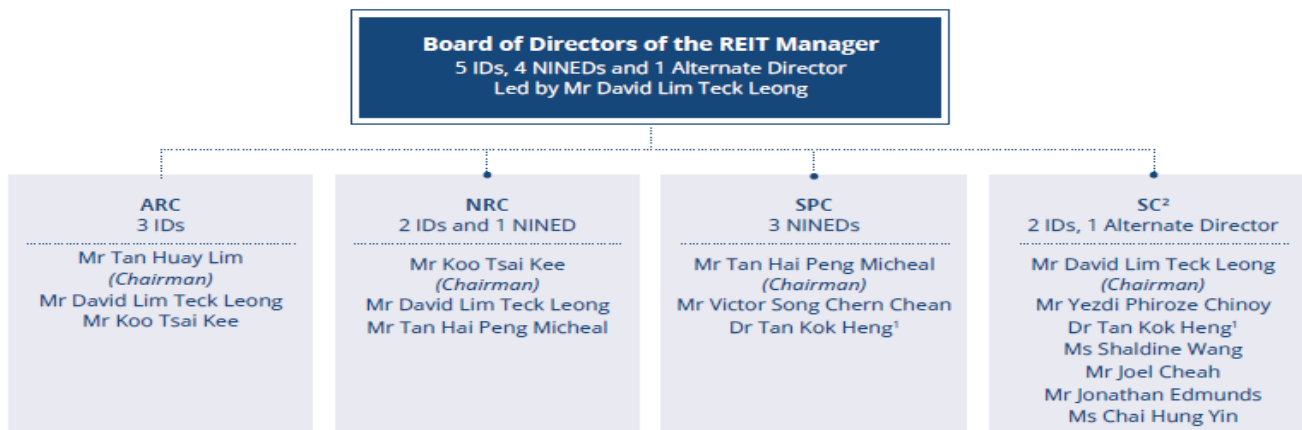 Board of Directors of the REIT Manager
5 IDs, 4 NINEDs and 1 Alternate Director
Led by Mr David Lim Teck Leong
ARC
3 IDs
Mr Tan Huay Lim
(Chairman)
Mr David Lim Teck Leong
Mr Koo Tsai Kee
NRC
2 IDs and 1 NINED
Mr Koo Tsai Kee
(Chairman)
Mr David Lim Teck Leong
Mr Tan Hai Peng Micheal
SPC
3 NINEDs
Mr Tan Hai Peng Micheal
(Chairman)
Mr Victor Song Chern Chean
Dr Tan Kok Heng¹
SC²
2 IDs, 1 Alternate Director
Mr David Lim Teck Leong
(Chairman)
Mr Yezdi Phiroze Chinoy
Dr Tan Kok Heng¹
Ms Shaldine Wang
Mr Joel Cheah
Mr Jonathan Edmunds
Ms Chai Hung Yin